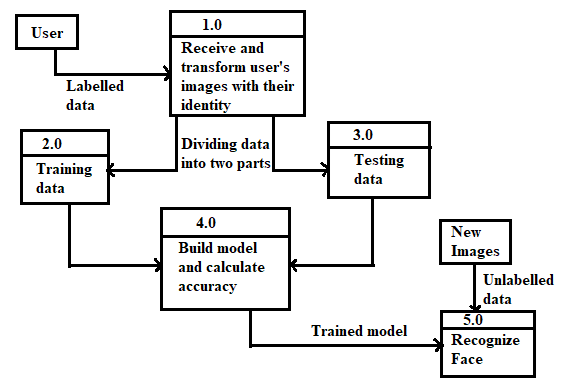 User
1.0
Receive and
transform user's
images with their
identity
Labelled
data
2.0
Training
data
Dividing data
into two parts
3.0
Testing
data
4.0
Build model
and calculate
accuracy
New
Images
Unlabelled
data
Trained model
5.0
Recognize
Face